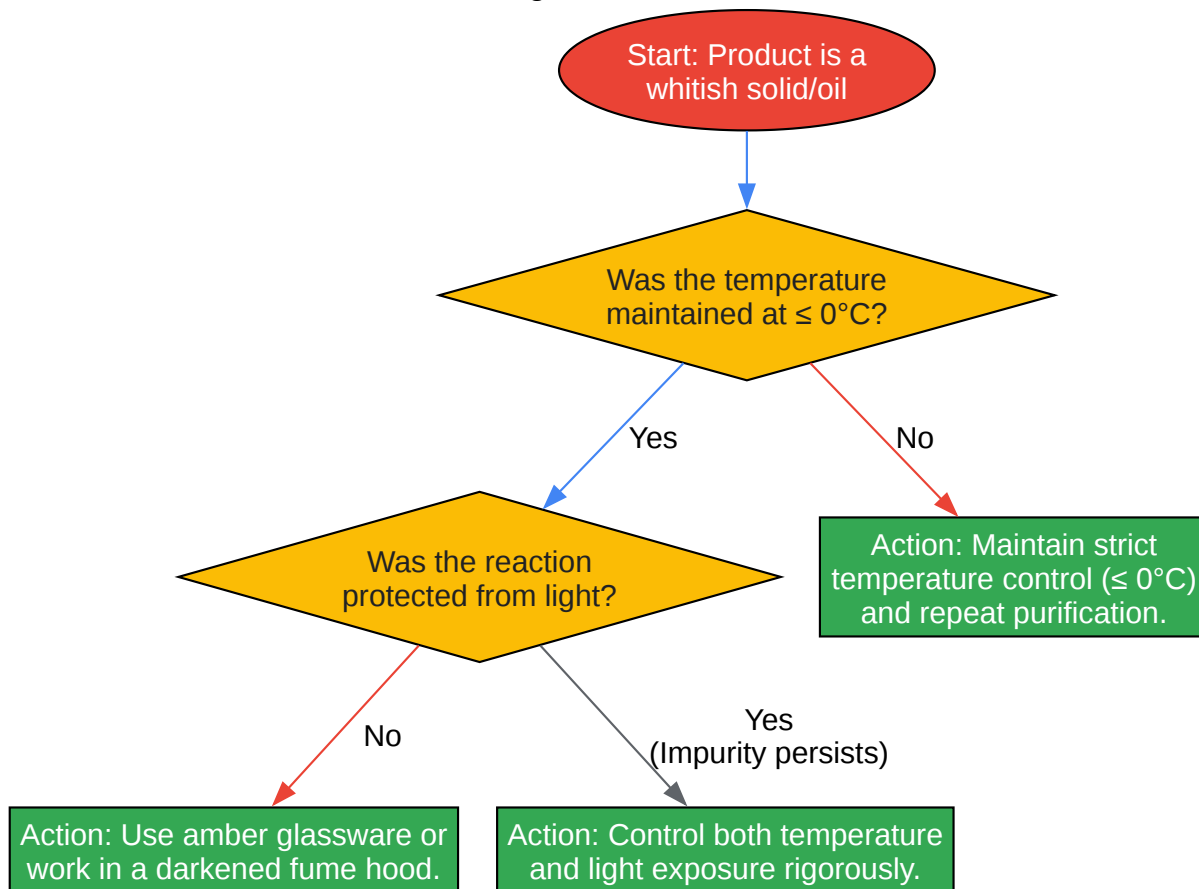 Start: Product is a
whitish solid/oil
Was the temperature
maintained at ≤ 0°C?
Yes
No
Was the reaction
protected from light?
Action: Maintain strict
temperature control (≤ 0°C)
and repeat purification.
No
Yes
(Impurity persists)
Action: Use amber glassware or
work in a darkened fume hood.
Action: Control both temperature
and light exposure rigorously.